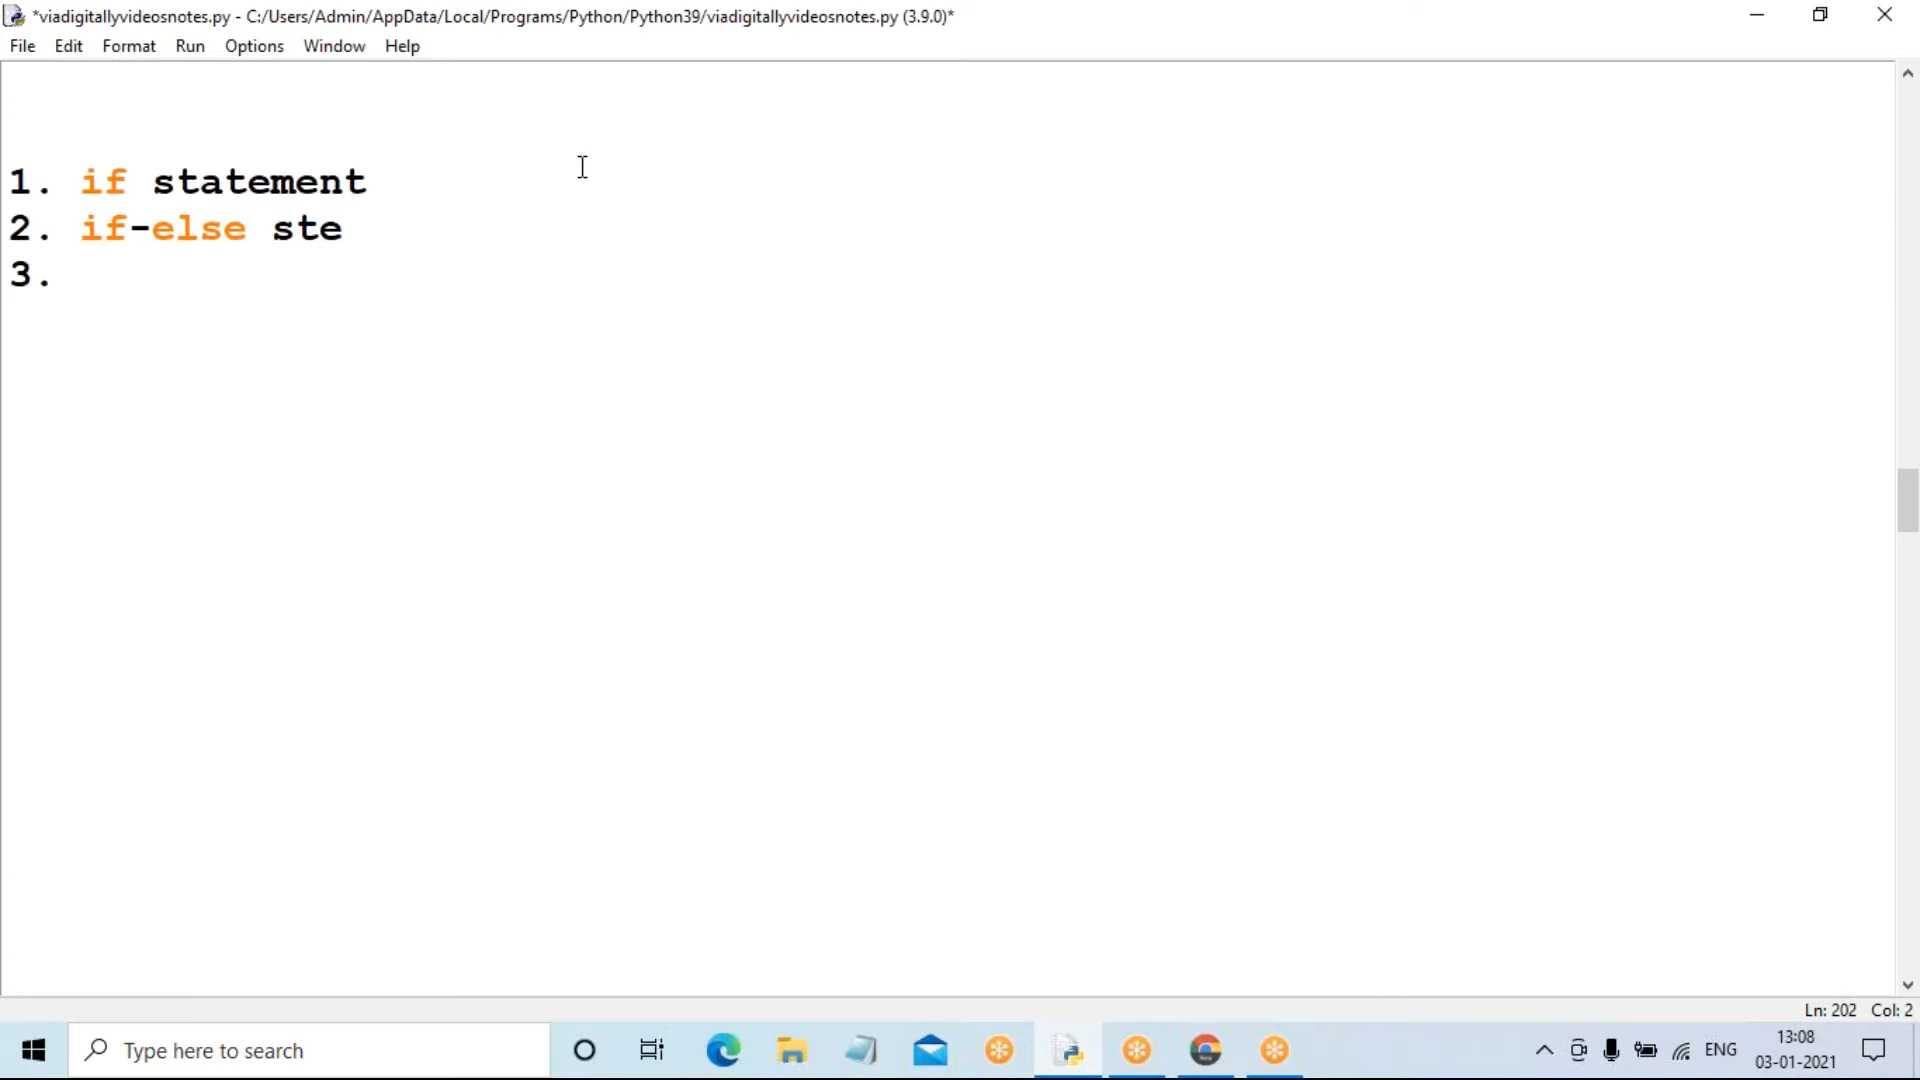 *viadigitallyvideosnotes.py - C:/Users/Admin/AppData/Local/Programs/Python/Python39/viadigitallyvideosnotes.py (3.9.0)*
File Edit Format Run Options Window Help
1. if statement
2. if-else ste
3.
Ln: 202 Col: 2
Type here to search
ENG
13:08
03-01-2021